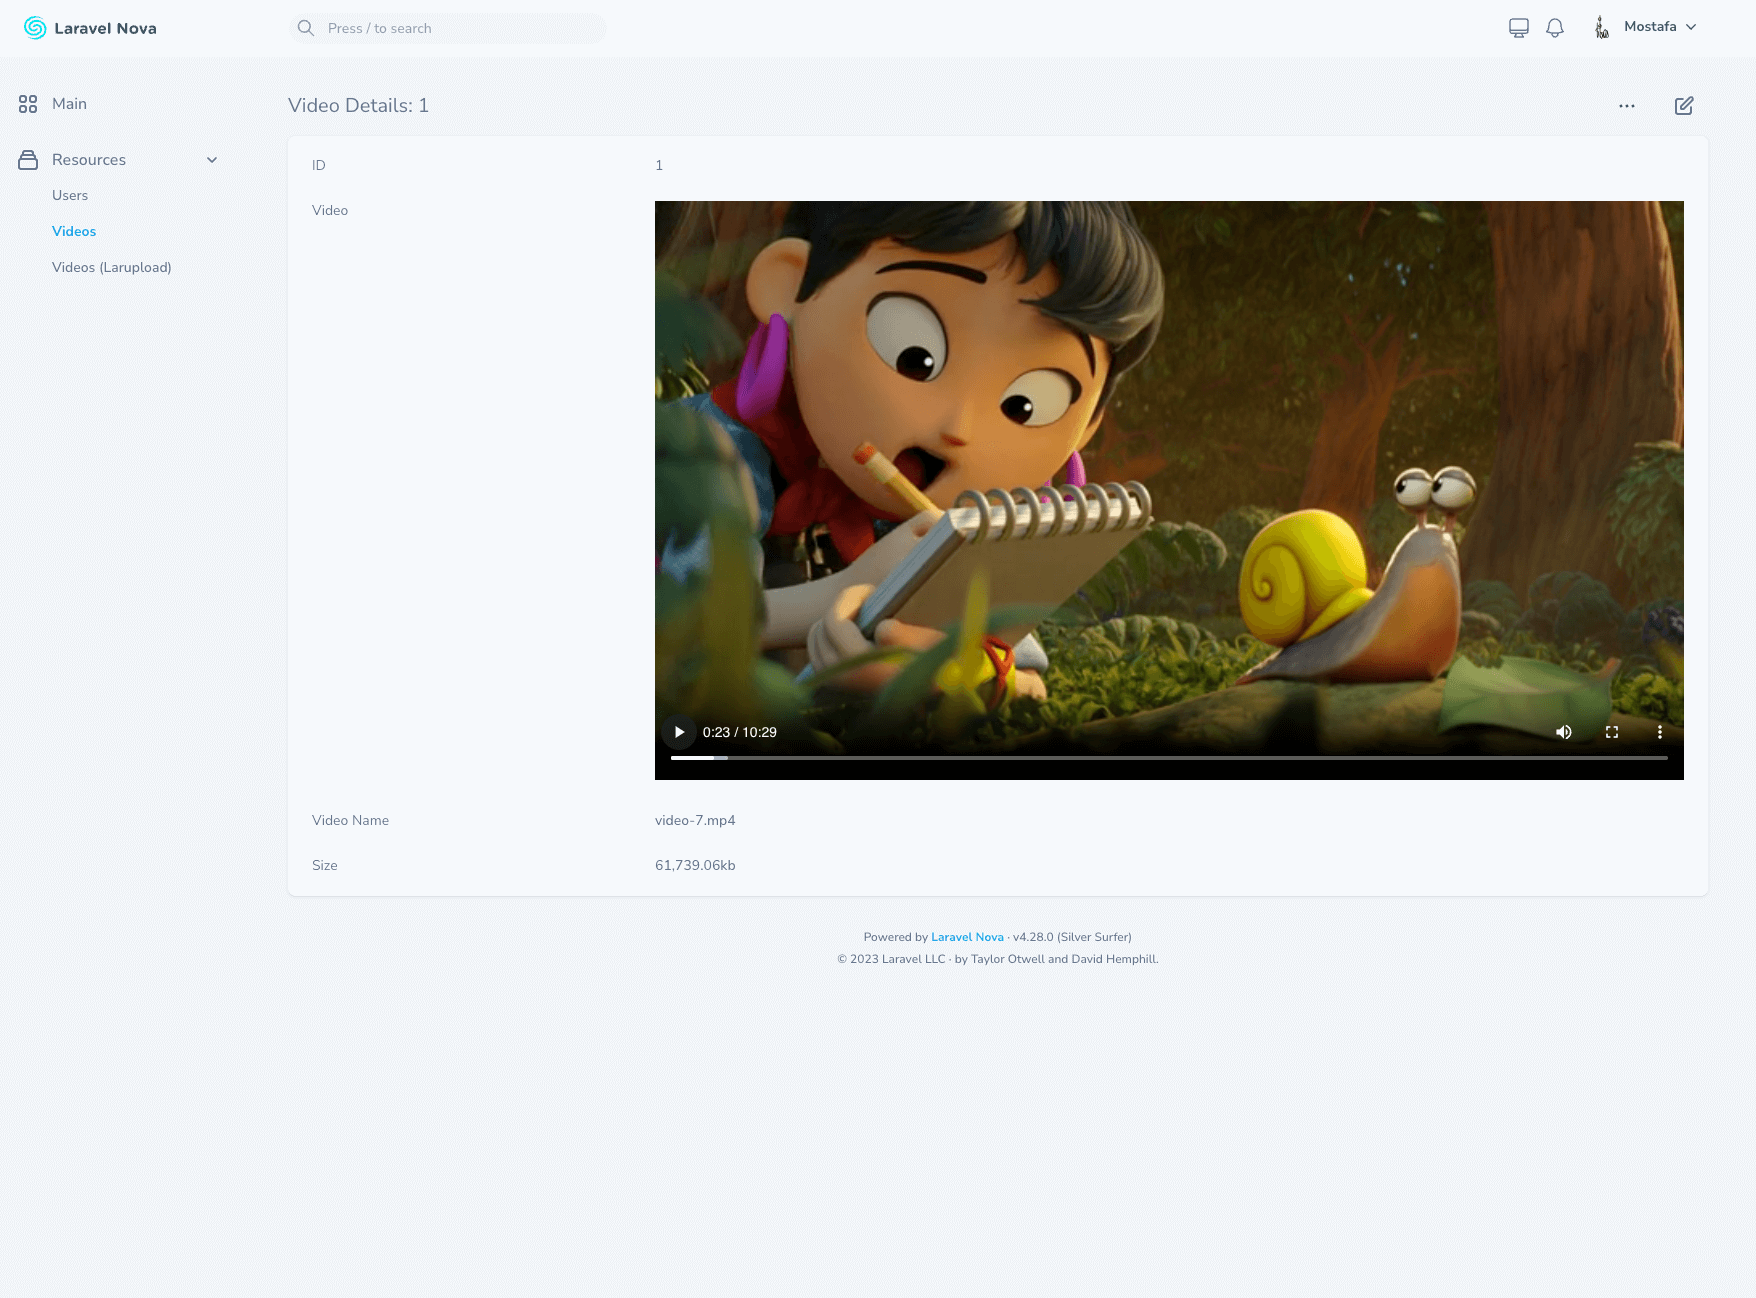 Laravel Nova
Press / to search
Mostafa
Main
Resources
Users
Videos
Videos (Larupload)
Video Details: 1
ID
1
Video
0:23 / 10:29
Video Name
video-7.mp4
Size
61,739.06kb
Powered by Laravel Nova · v4.28.0 (Silver Surfer)
© 2023 Laravel LLC · by Taylor Otwell and David Hemphill.